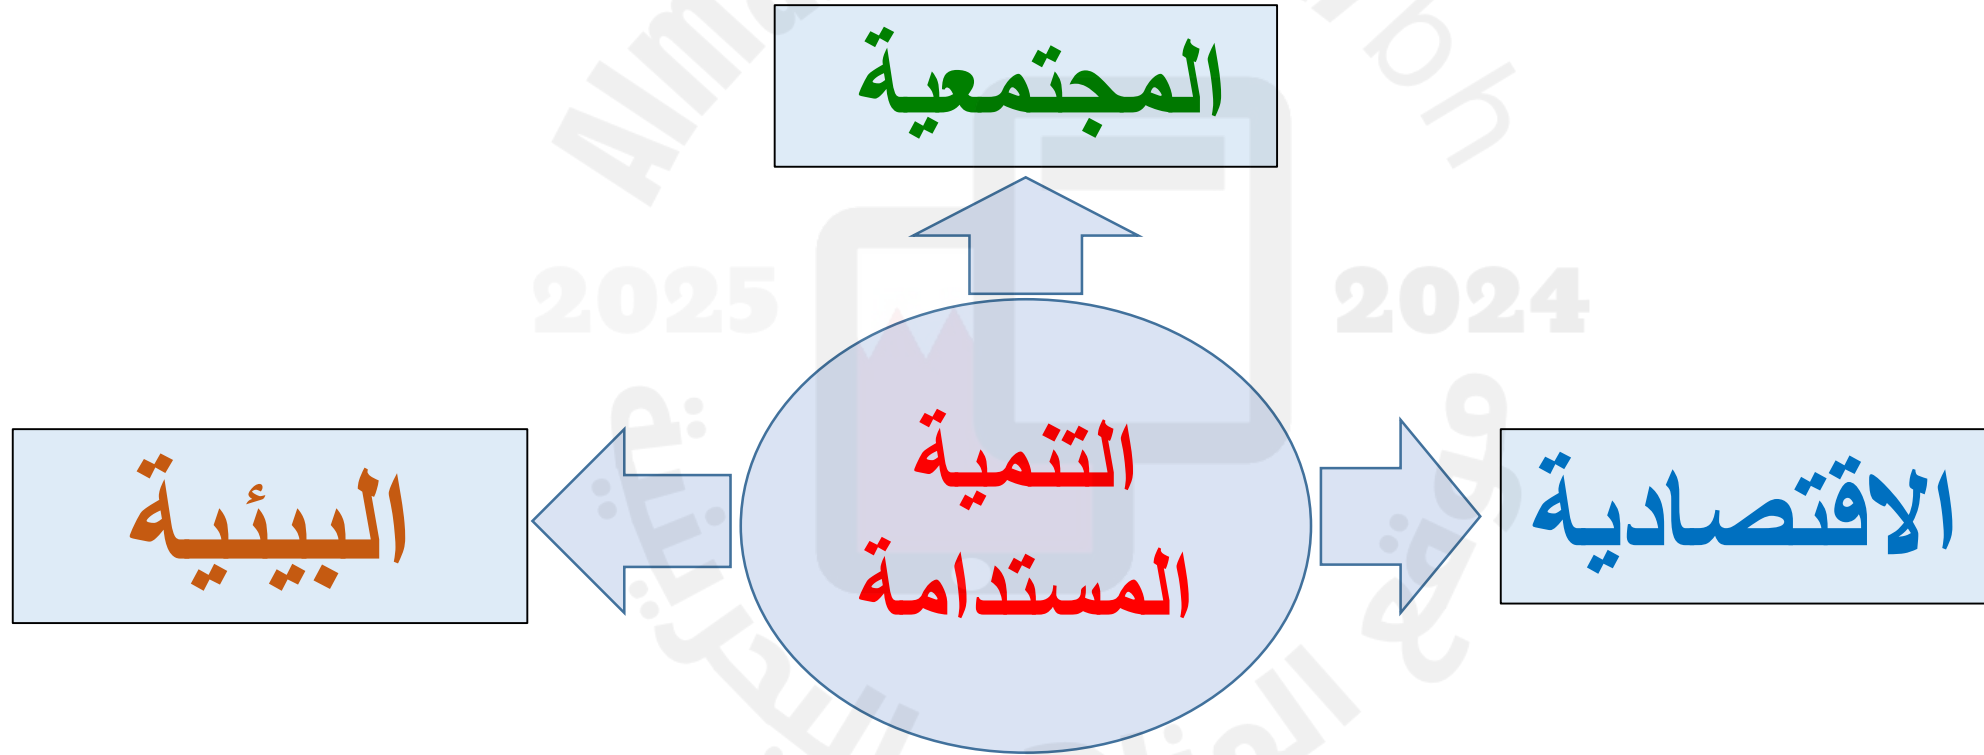 المجتمعية
2025
2024
التنمية
المستدامة
الاقتصادية
البيئية